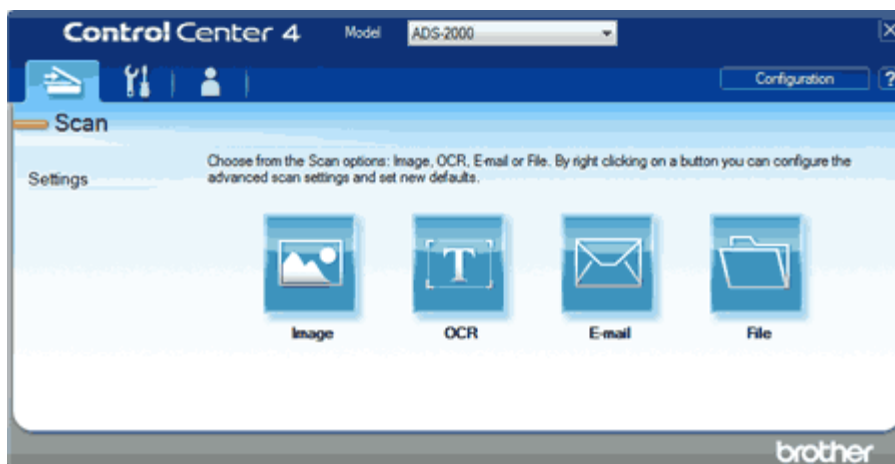 Control Center 4 Model ADS-2000
Configuration ?
Scan
Settings
Choose from the Scan options: Image, OCR, E-mail or File. By right clicking on a button you can configure the
advanced scan settings and set new defaults.
T
Image OCR E-mail File
brother